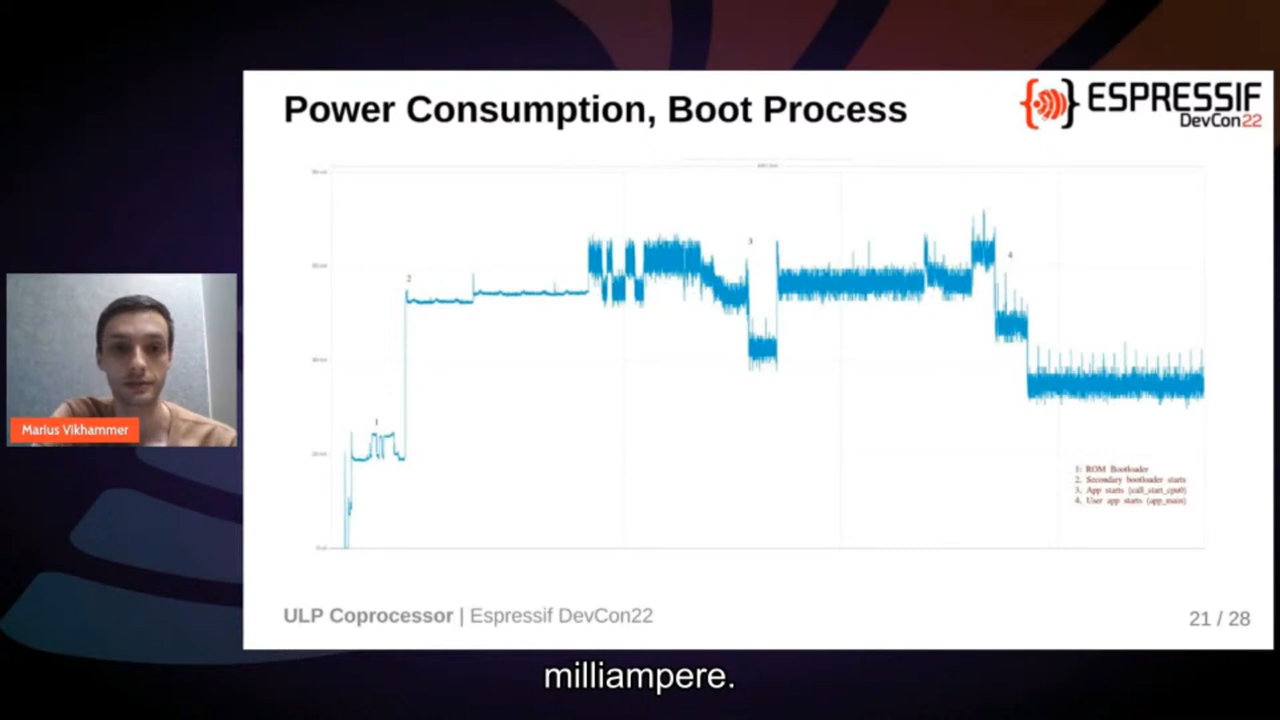 Power Consumption, Boot Process
{ } ESPRESSIF
DevCon22
2
3
4
1
1: ROM Bootloader
2. Secondary bootloader starts
3. App starts (call_start_cpu0)
4. User app starts (app_main)
Marius Vikhammer
ULP Coprocessor | Espressif DevCon22
21 / 28
milliampere.